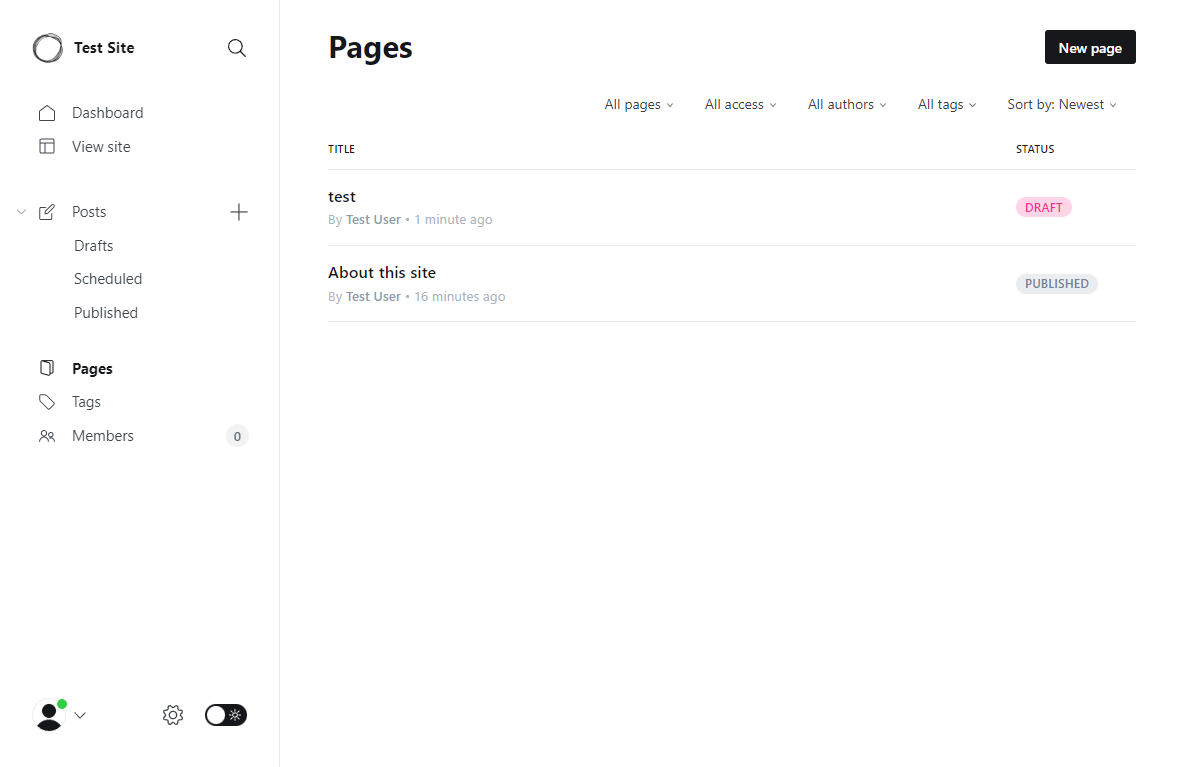 Test Site
Dashboard
View site
Posts
Drafts
Scheduled
Published
Pages
Tags
Members 0
Pages
New page
All pages All access All authors All tags Sort by: Newest
TITLE STATUS
test
By Test User • 1 minute ago
DRAFT
About this site
By Test User • 16 minutes ago
PUBLISHED